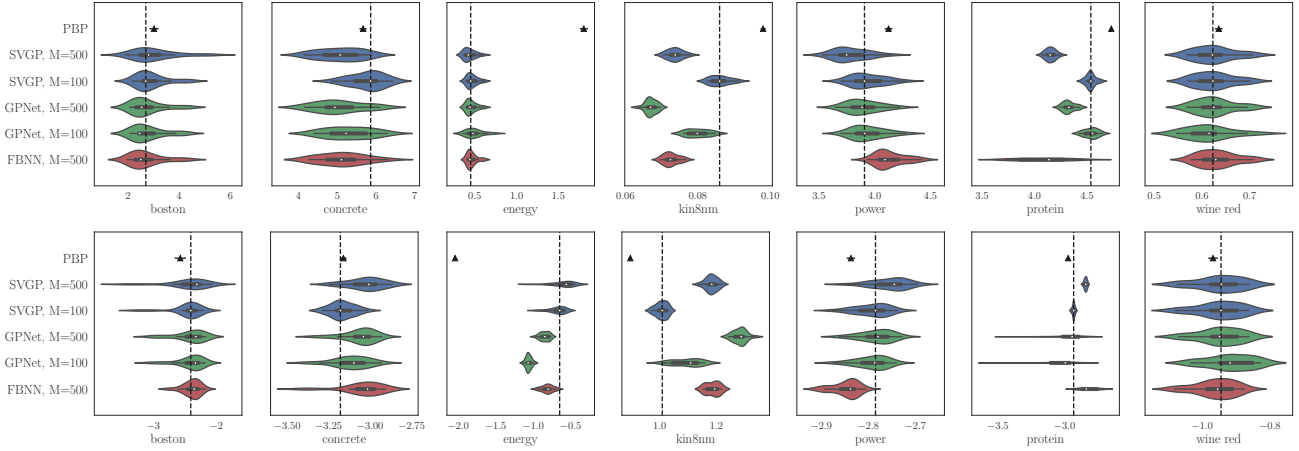 PBP
SVGP, M=500
SVGP, M=100
GPNet, M=500
GPNet, M=100
FBNN, M=500
2 4 6
boston
3 4 5 6 7
concrete
0.5 1.0 1.5
energy
0.06 0.08 0.10
kin8nm
3.5 4.0 4.5
power
3.5 4.0 4.5
protein
0.5 0.6 0.7
wine red
PBP
SVGP, M=500
SVGP, M=100
GPNet, M=500
GPNet, M=100
FBNN, M=500
−3 −2
boston
−3.50 −3.25 −3.00 −2.75
concrete
−2.0 −1.5 −1.0 −0.5
energy
1.0 1.2
kin8nm
−2.9 −2.8 −2.7
power
−3.5 −3.0
protein
−1.0 −0.8
wine red